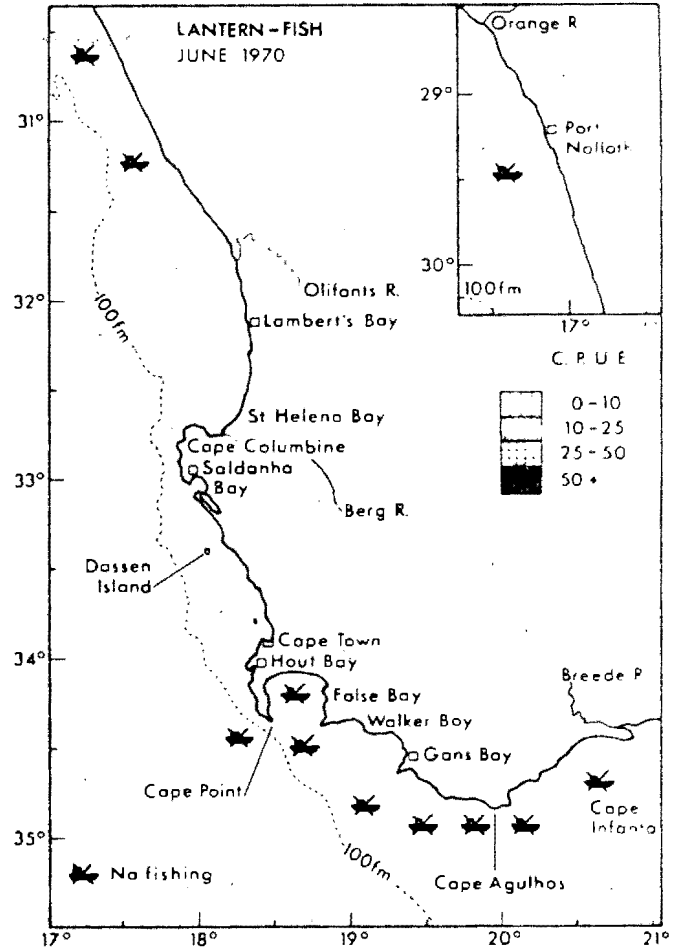 LANTERN-FISH
JUNE 1970
Orange R
31°
29°
Port
Nolloth
30°
100fm
17°
Olifants R.
32°
100fm
Lambert's Bay
C. P. U E
0-10
10-25
25-50
50+
St Helena Bay
Cape Columbine
33°
Saldanha
Bay
Berg R.
Dassen
Island
Cape Town
34°
Hout Bay
Breede R
False Bay
Walker Bay
Gans Bay
Cape Point
Cape
Infanta
35°
100fm
No fishing
Cape Agulhas
17°
18°
19°
20°
21°